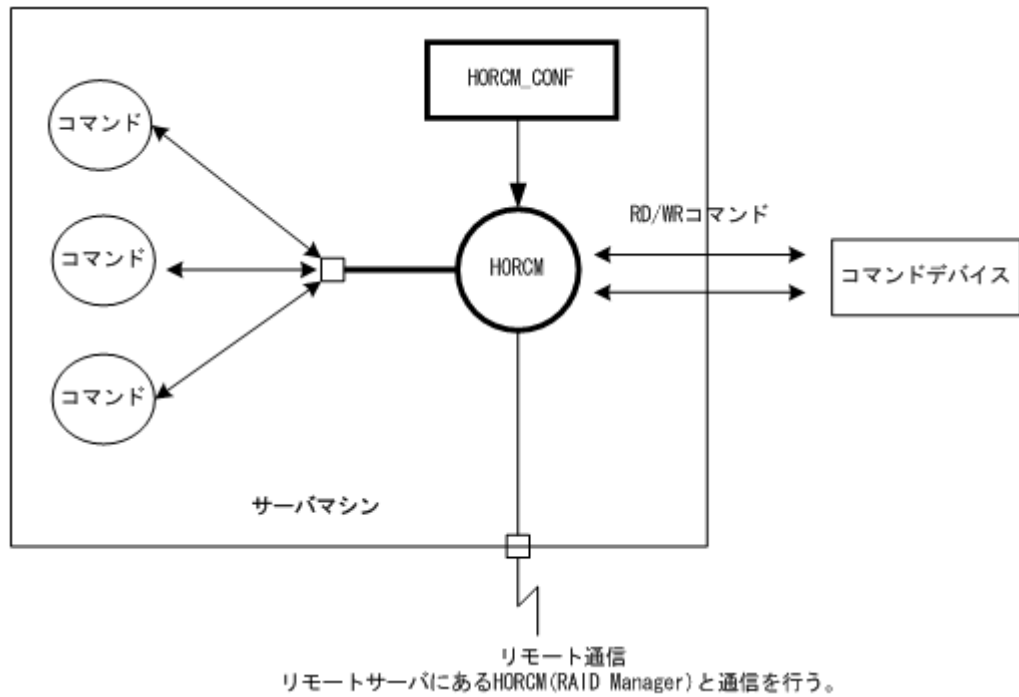 HORCM_CONF
コマンド
RD/WRコマンド
コマンド
HORCM
コマンドデバイス
コマンド
サーバマシン
リモート通信
リモートサーバにあるHORCM(RAID Manager)と通信を行う。